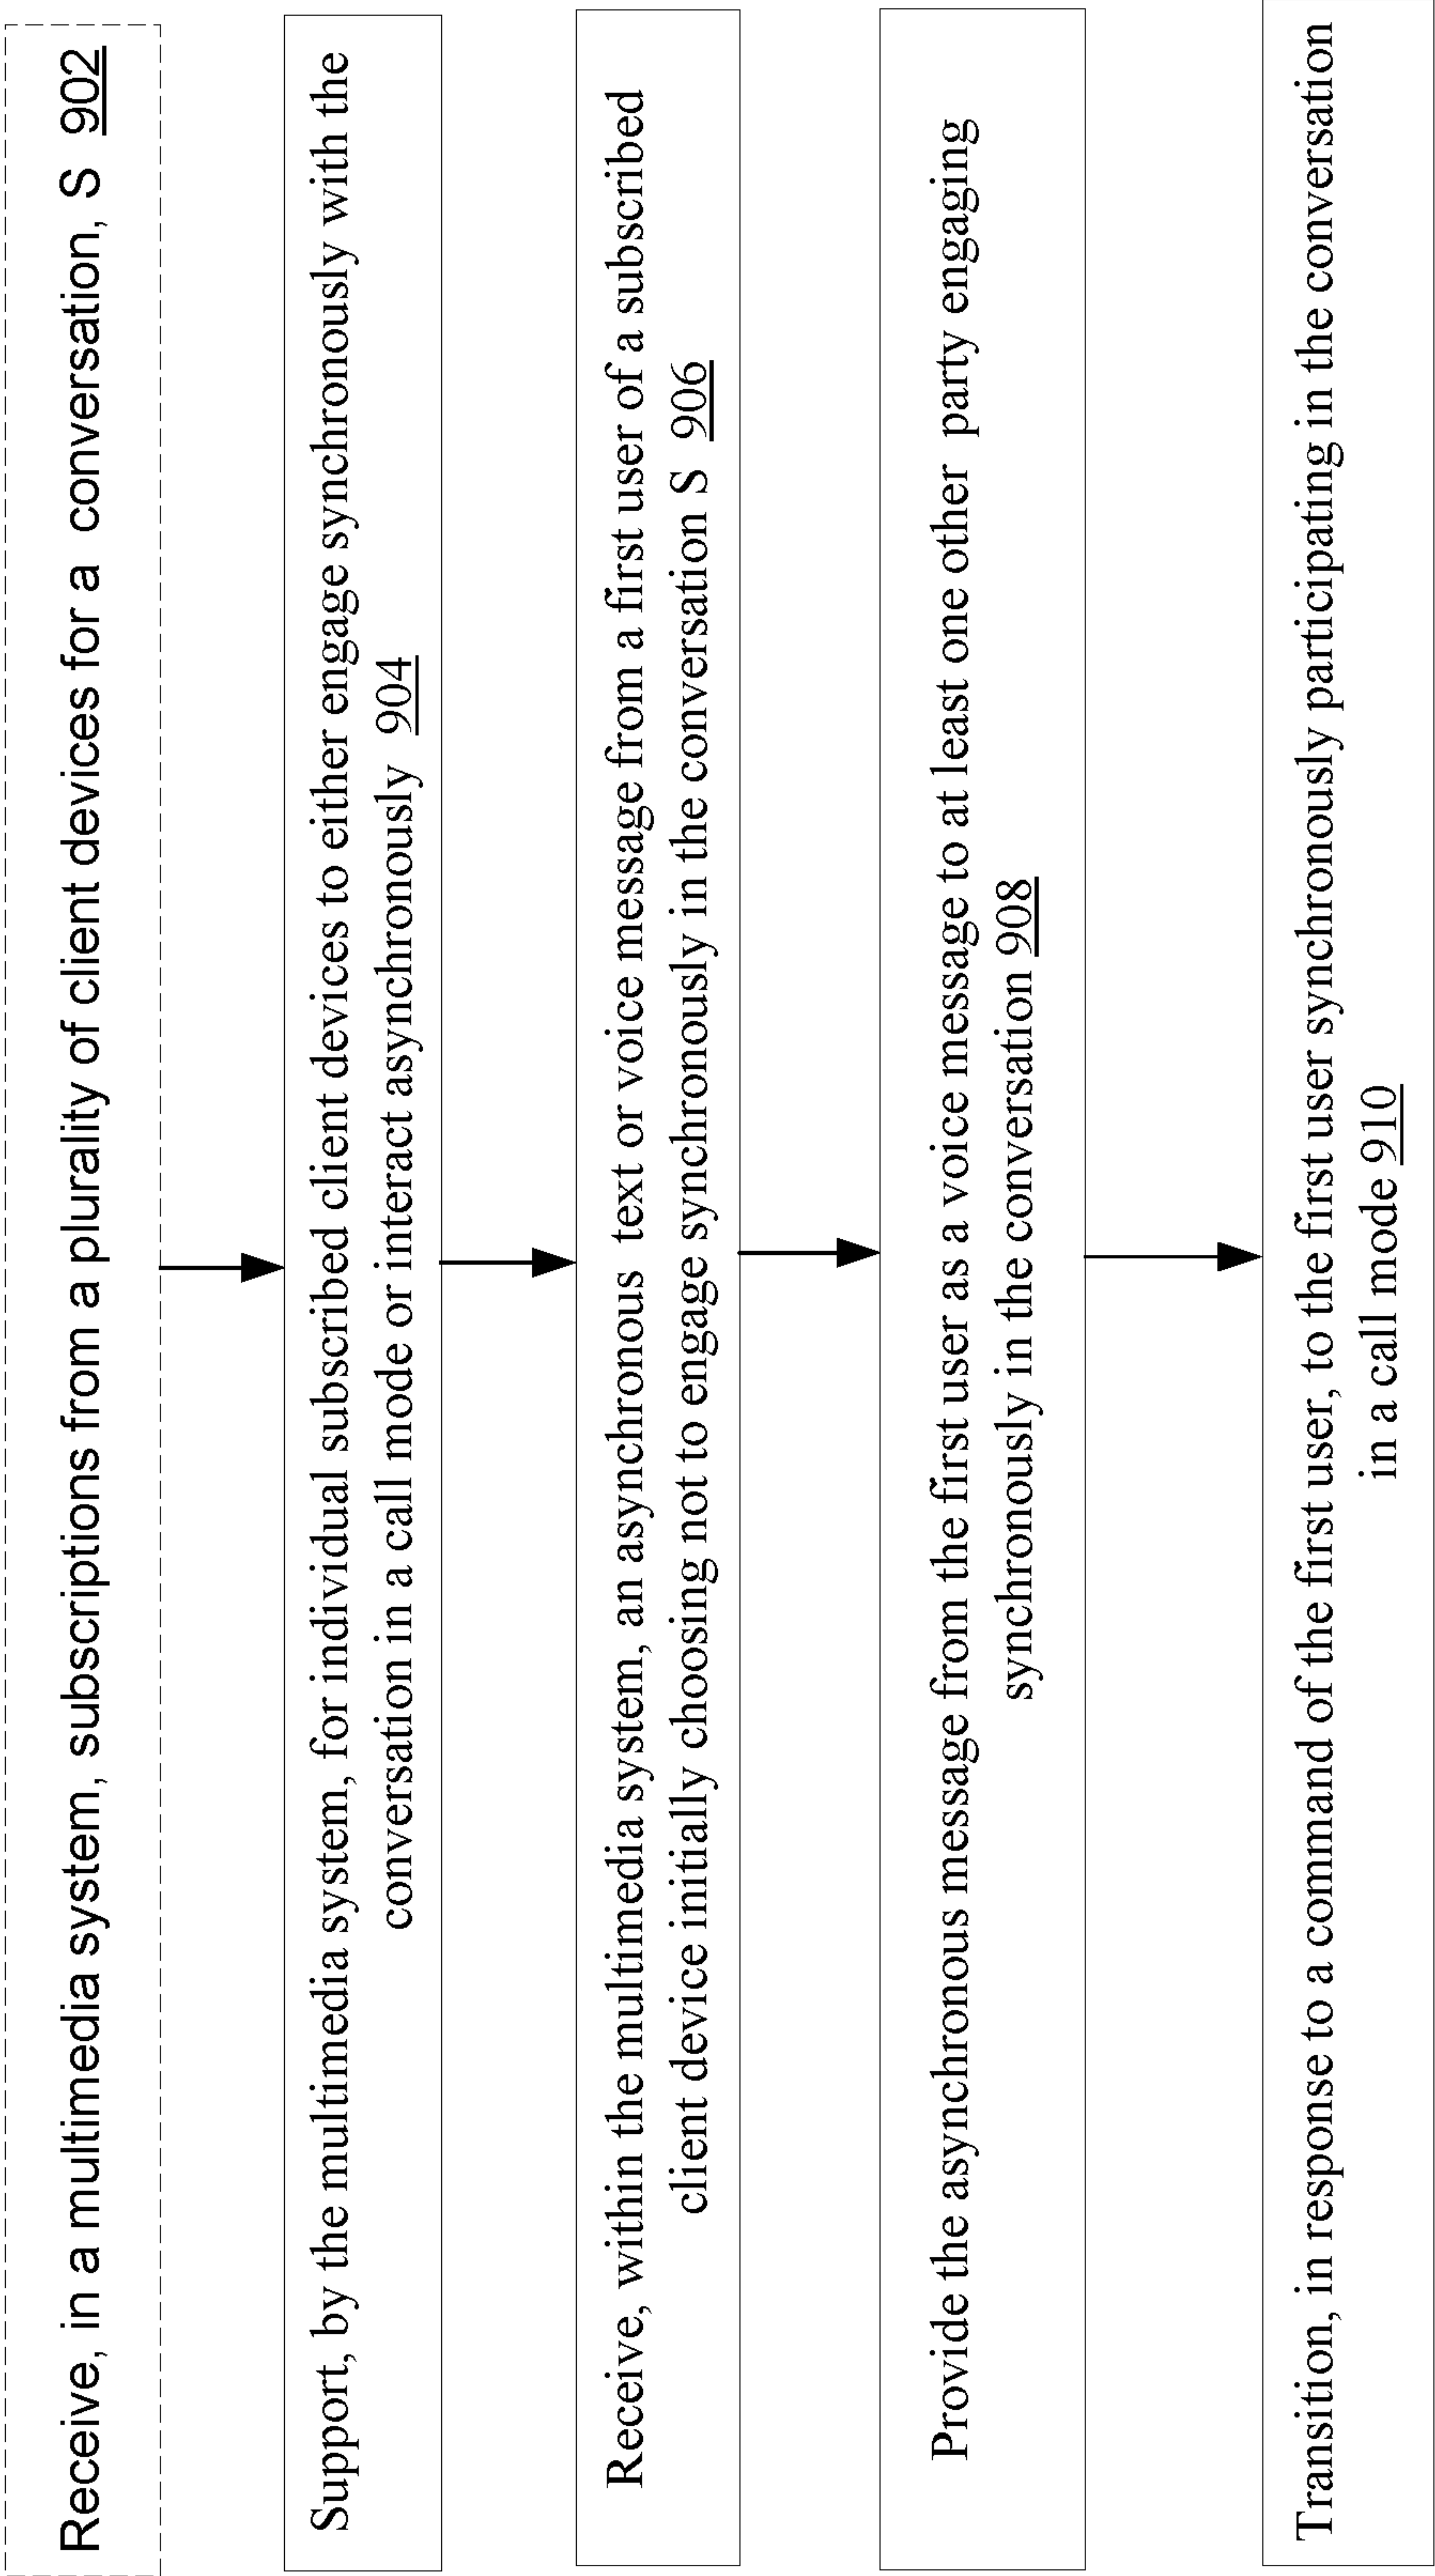 Receive, in a multimedia system, subscriptions from a plurality of client devices for a conversation, S 902
Support, by the multimedia system, for individual subscribed client devices to either engage synchronously with the
conversation in a call mode or interact asynchronously 904
Receive, within the multimedia system, an asynchronous text or voice message from a first user of a subscribed
client device initially choosing not to engage synchronously in the conversation S 906
Provide the asynchronous message from the first user as a voice message to at least one other party engaging
synchronously in the conversation 908
Transition, in response to a command of the first user, to the first user synchronously participating in the conversation
in a call mode 910